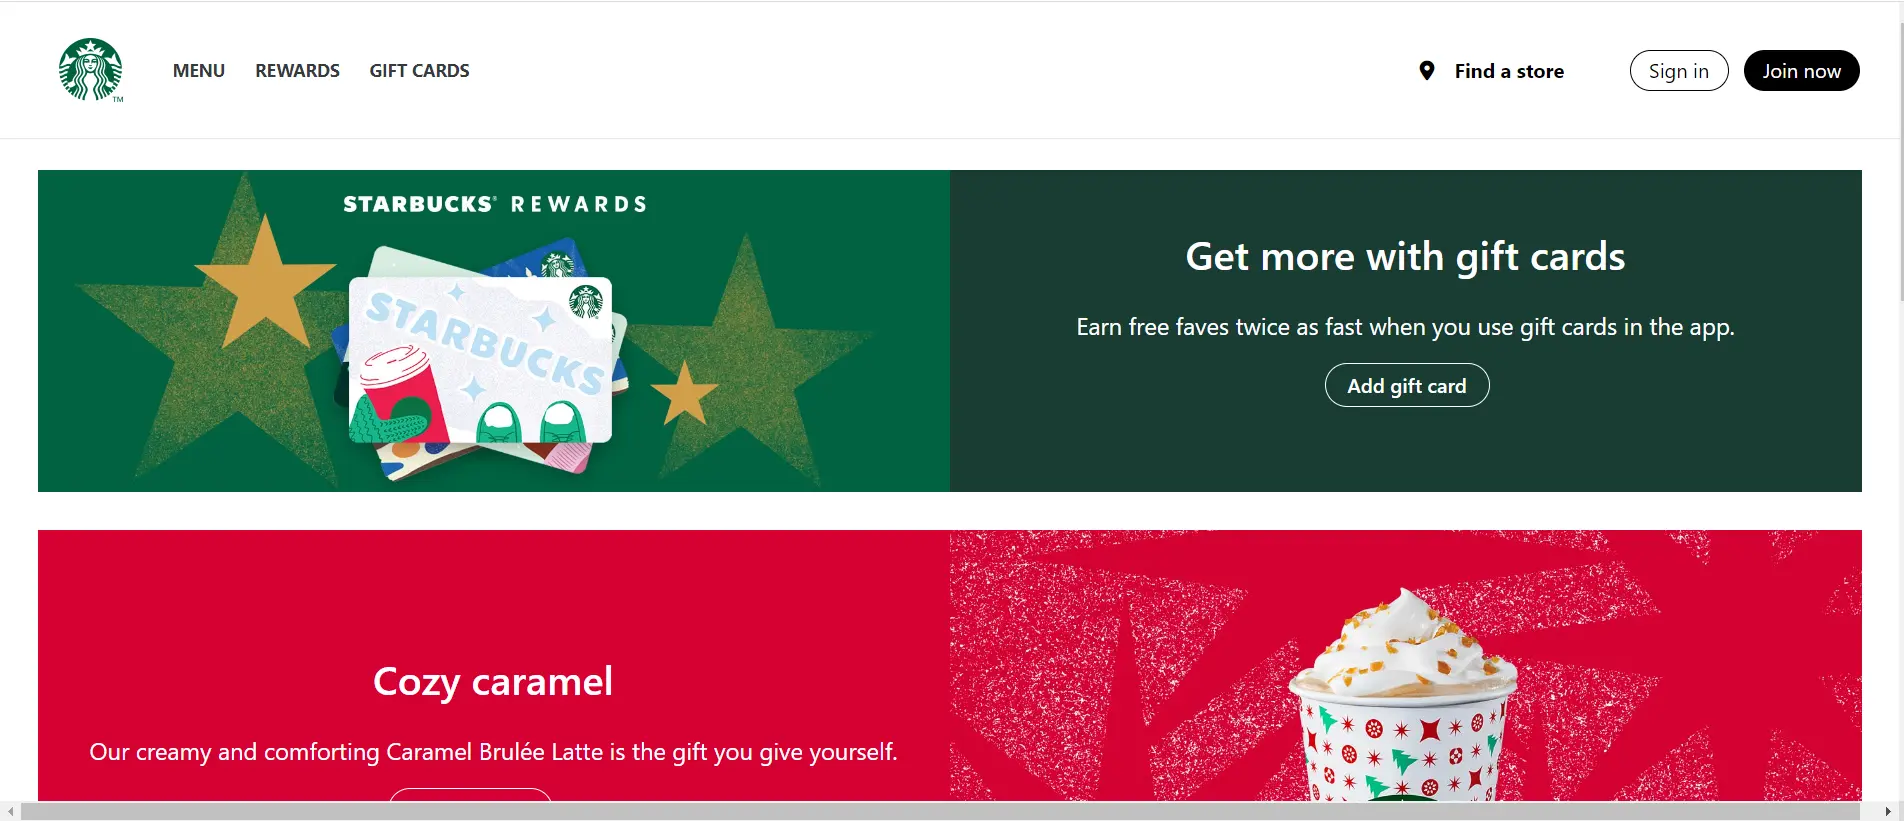 TM
MENU
REWARDS
GIFT CARDS
Find a store
Sign in
Join now
STARBUCKS® REWARDS
STARBUCKS
Get more with gift cards
Earn free faves twice as fast when you use gift cards in the app.
Add gift card
Cozy caramel
Our creamy and comforting Caramel Brulée Latte is the gift you give yourself.